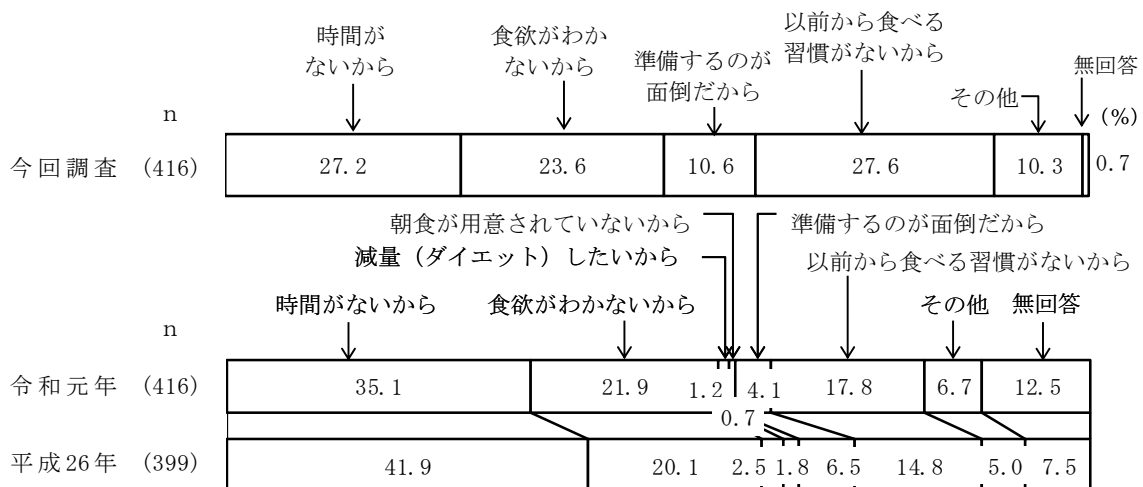 時間が
ないから
食欲がわか
ないから
準備するのが
面倒だから
以前から食べる
習慣がないから
その他
無回答
n
(%)
今回調査 (416) 27.2 23.6 10.6 27.6 10.3 0.7
朝食が用意されていないから 準備するのが面倒だから
減量（ダイエット）したいから 以前から食べる習慣がないから
時間がないから 食欲がわかないから その他 無回答
n
令和元年 (416) 35.1 21.9 1.2 4.1 17.8 6.7 12.5
0.7
平成26年 (399) 41.9 20.1 2.5 1.8 6.5 14.8 5.0 7.5